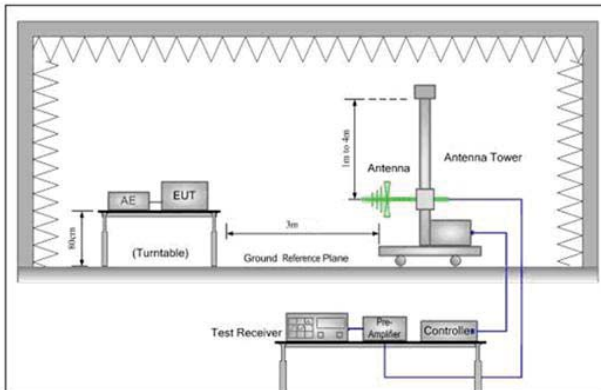 1m to 4m
Antenna
Antenna Tower
AE
EUT
80cm
(Turntable)
3m
Ground Reference Plane
Test Receiver
Pre-
Amplifier
Controller